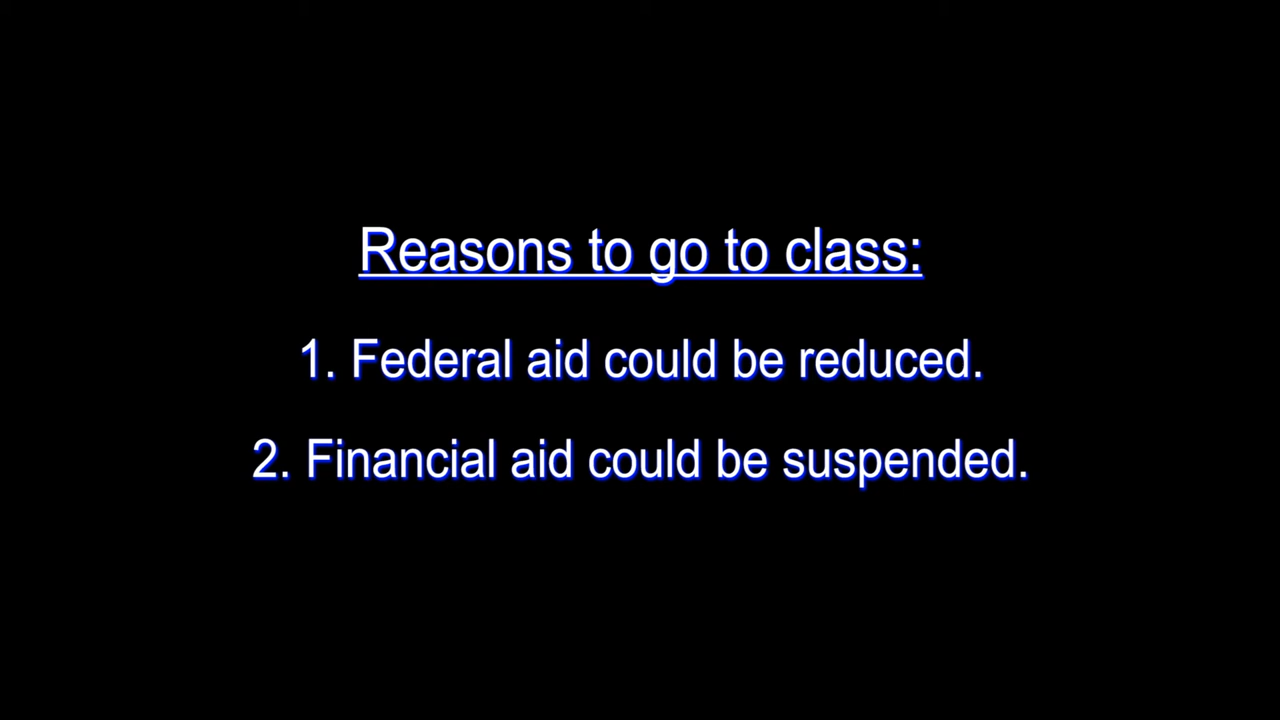 Reasons to go to class:
1. Federal aid could be reduced.
2. Financial aid could be suspended.